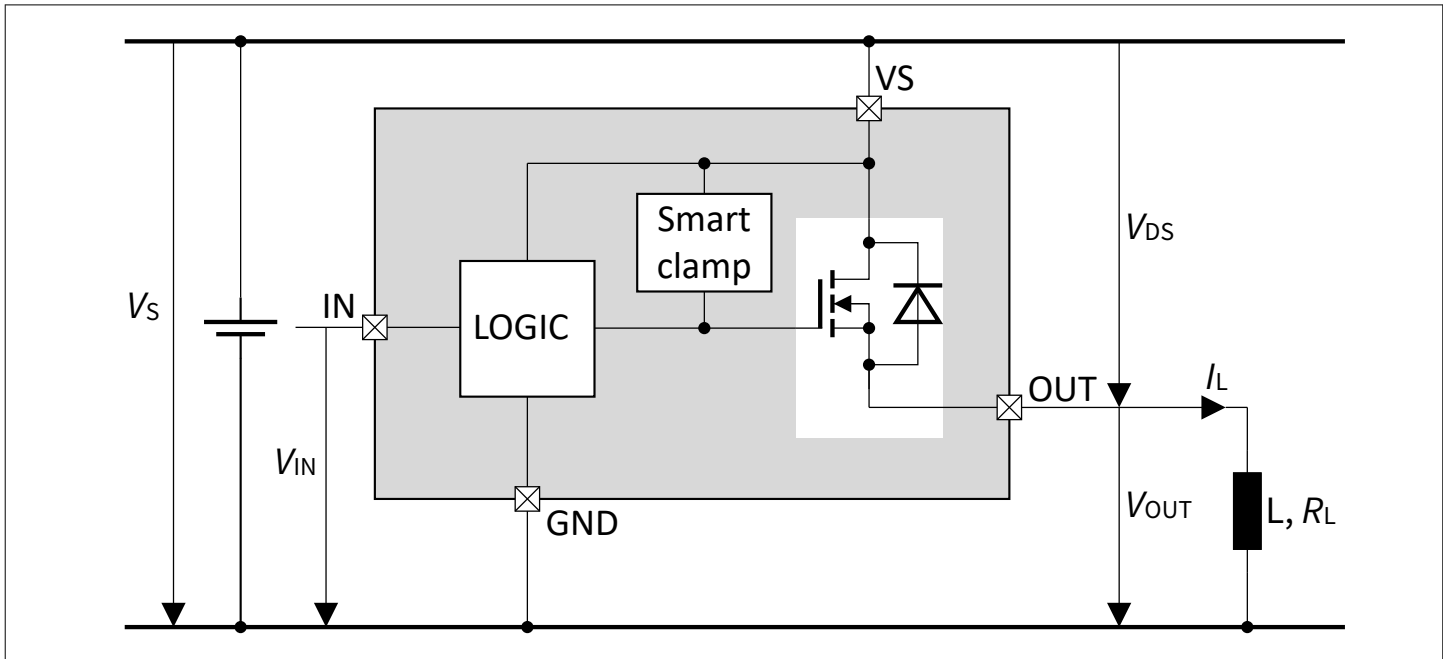 VS
Smart
clamp
VDS
VS
IN
LOGIC
OUT
IL
VIN
VOUT
L, RL
GND